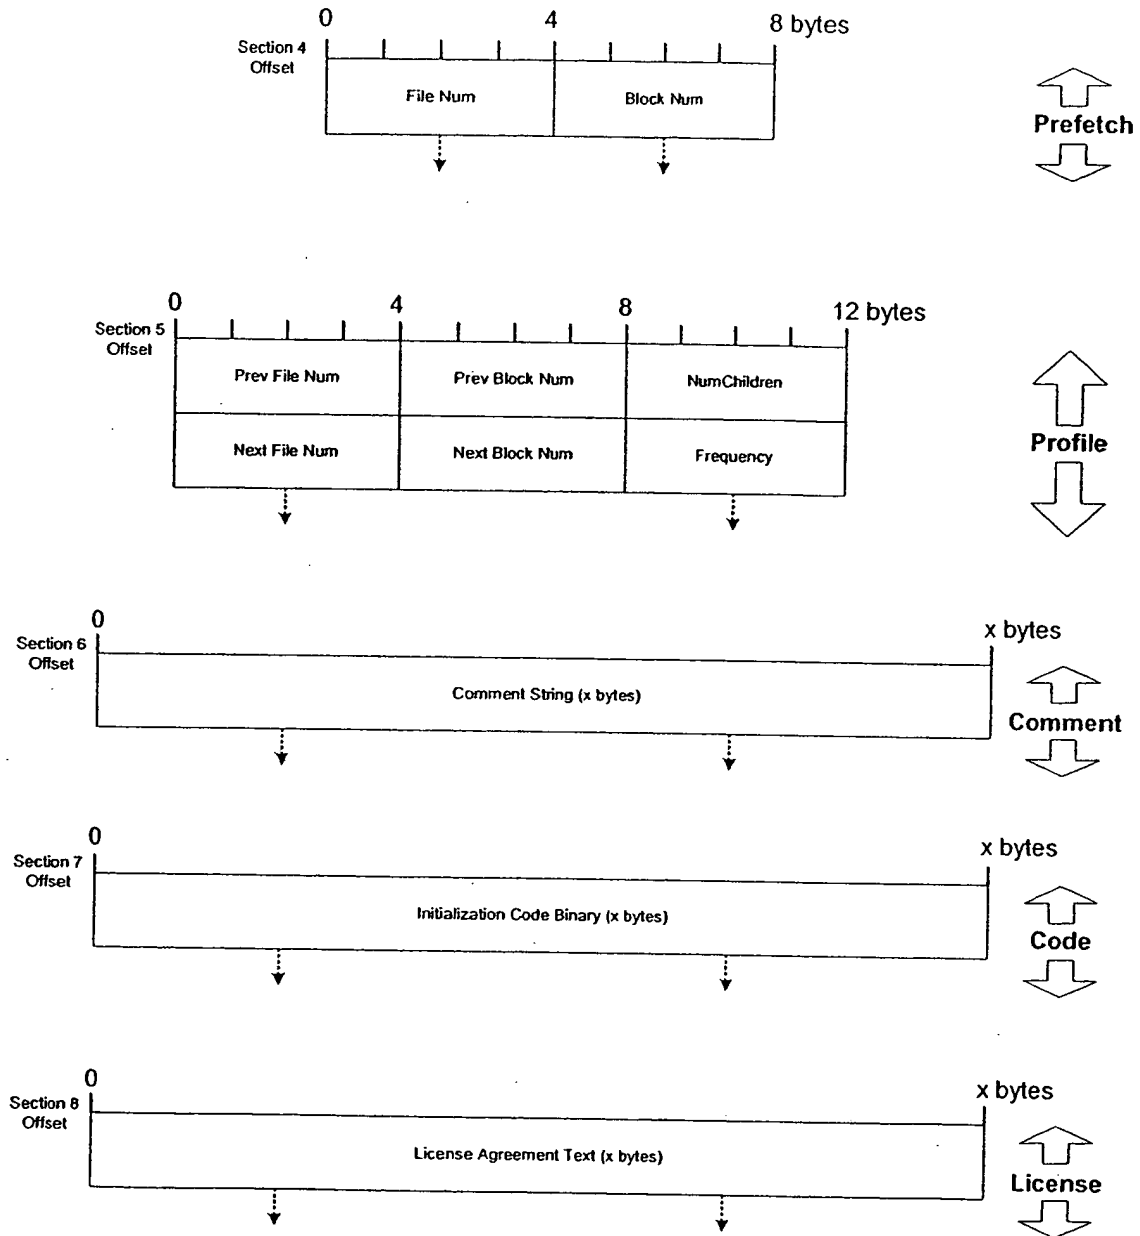 0 4 8 bytes
Section 4
Offset
File Num Block Num
Prefetch
0 4 8 12 bytes
Section 5
Offset
Prev File Num Prev Block Num NumChildren
Next File Num Next Block Num Frequency
Profile
0 x bytes
Section 6
Offset
Comment String (x bytes)
Comment
0 x bytes
Section 7
Offset
Initialization Code Binary (x bytes)
Code
0 x bytes
Section 8
Offset
License Agreement Text (x bytes)
License